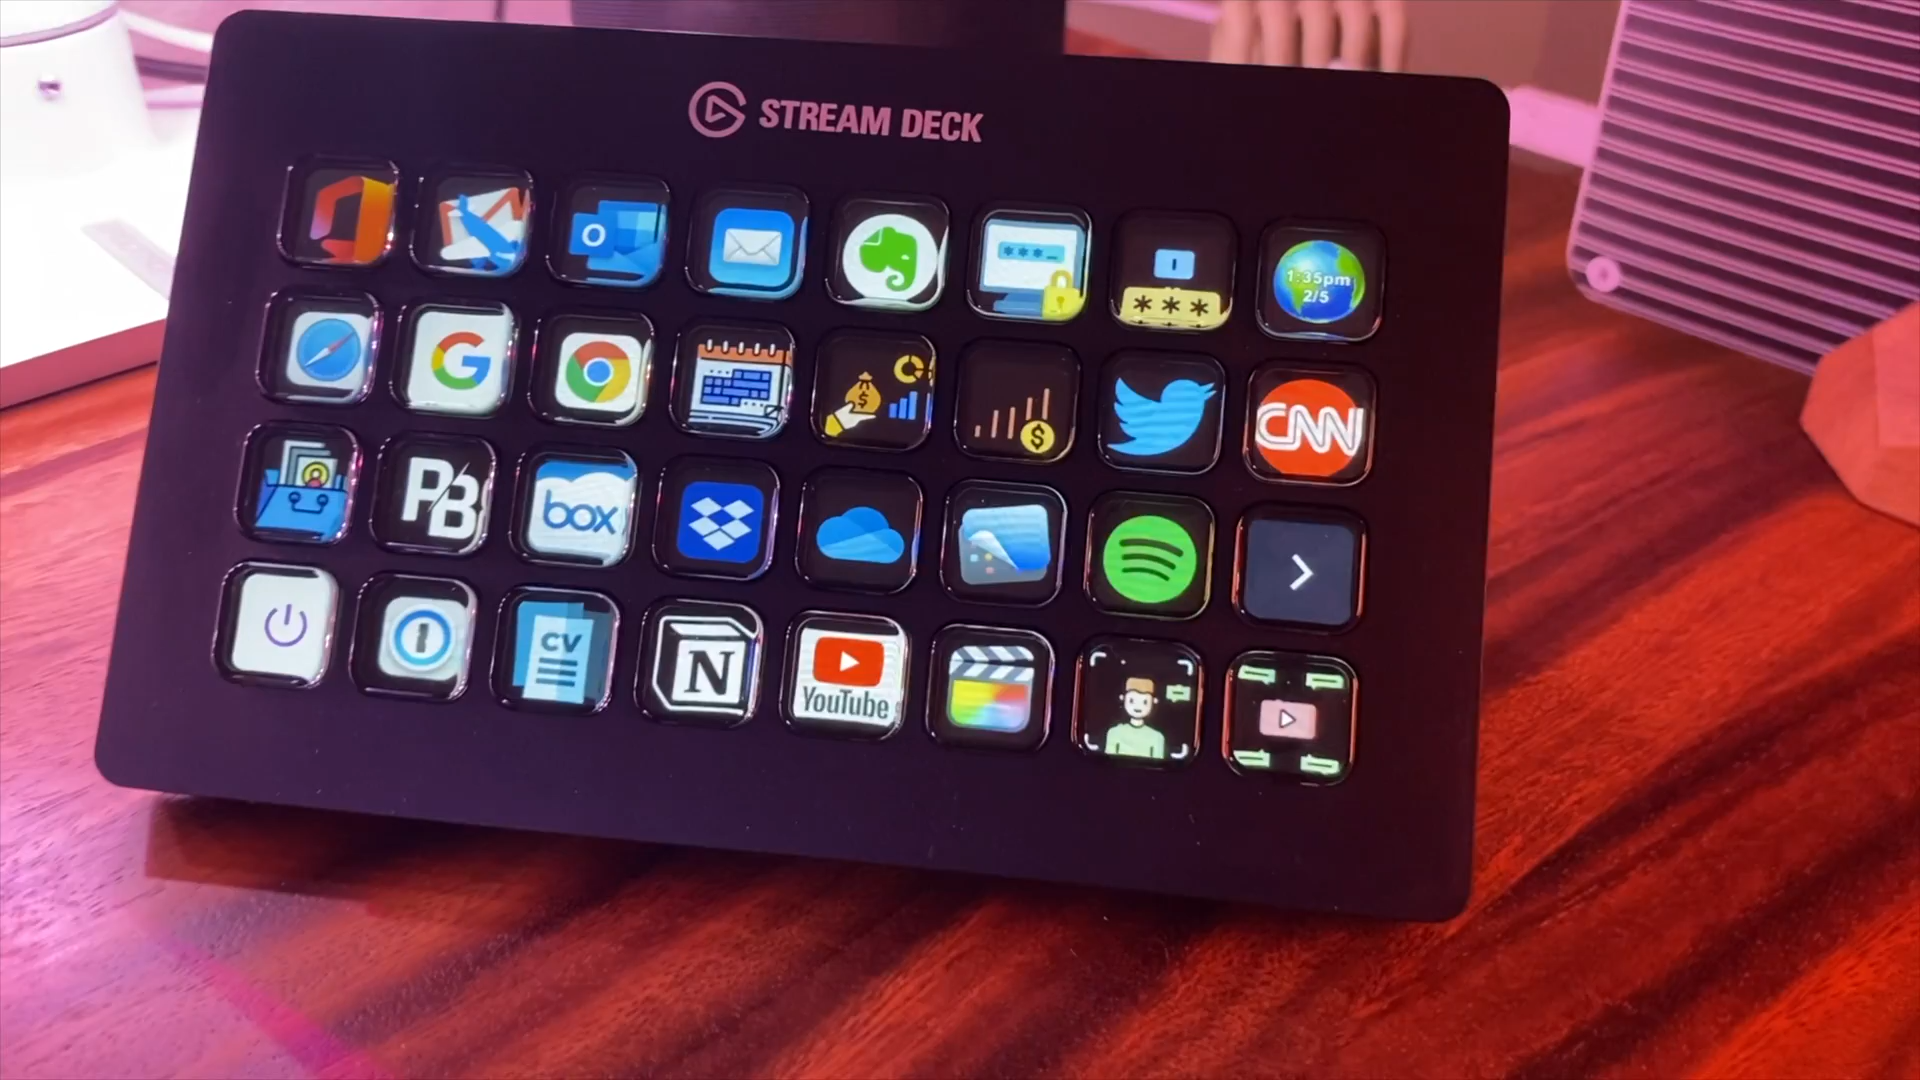 STREAM DECK
***_
***
1:35pm
2/5
G
CNN
PB
box
CV
N
YouTube